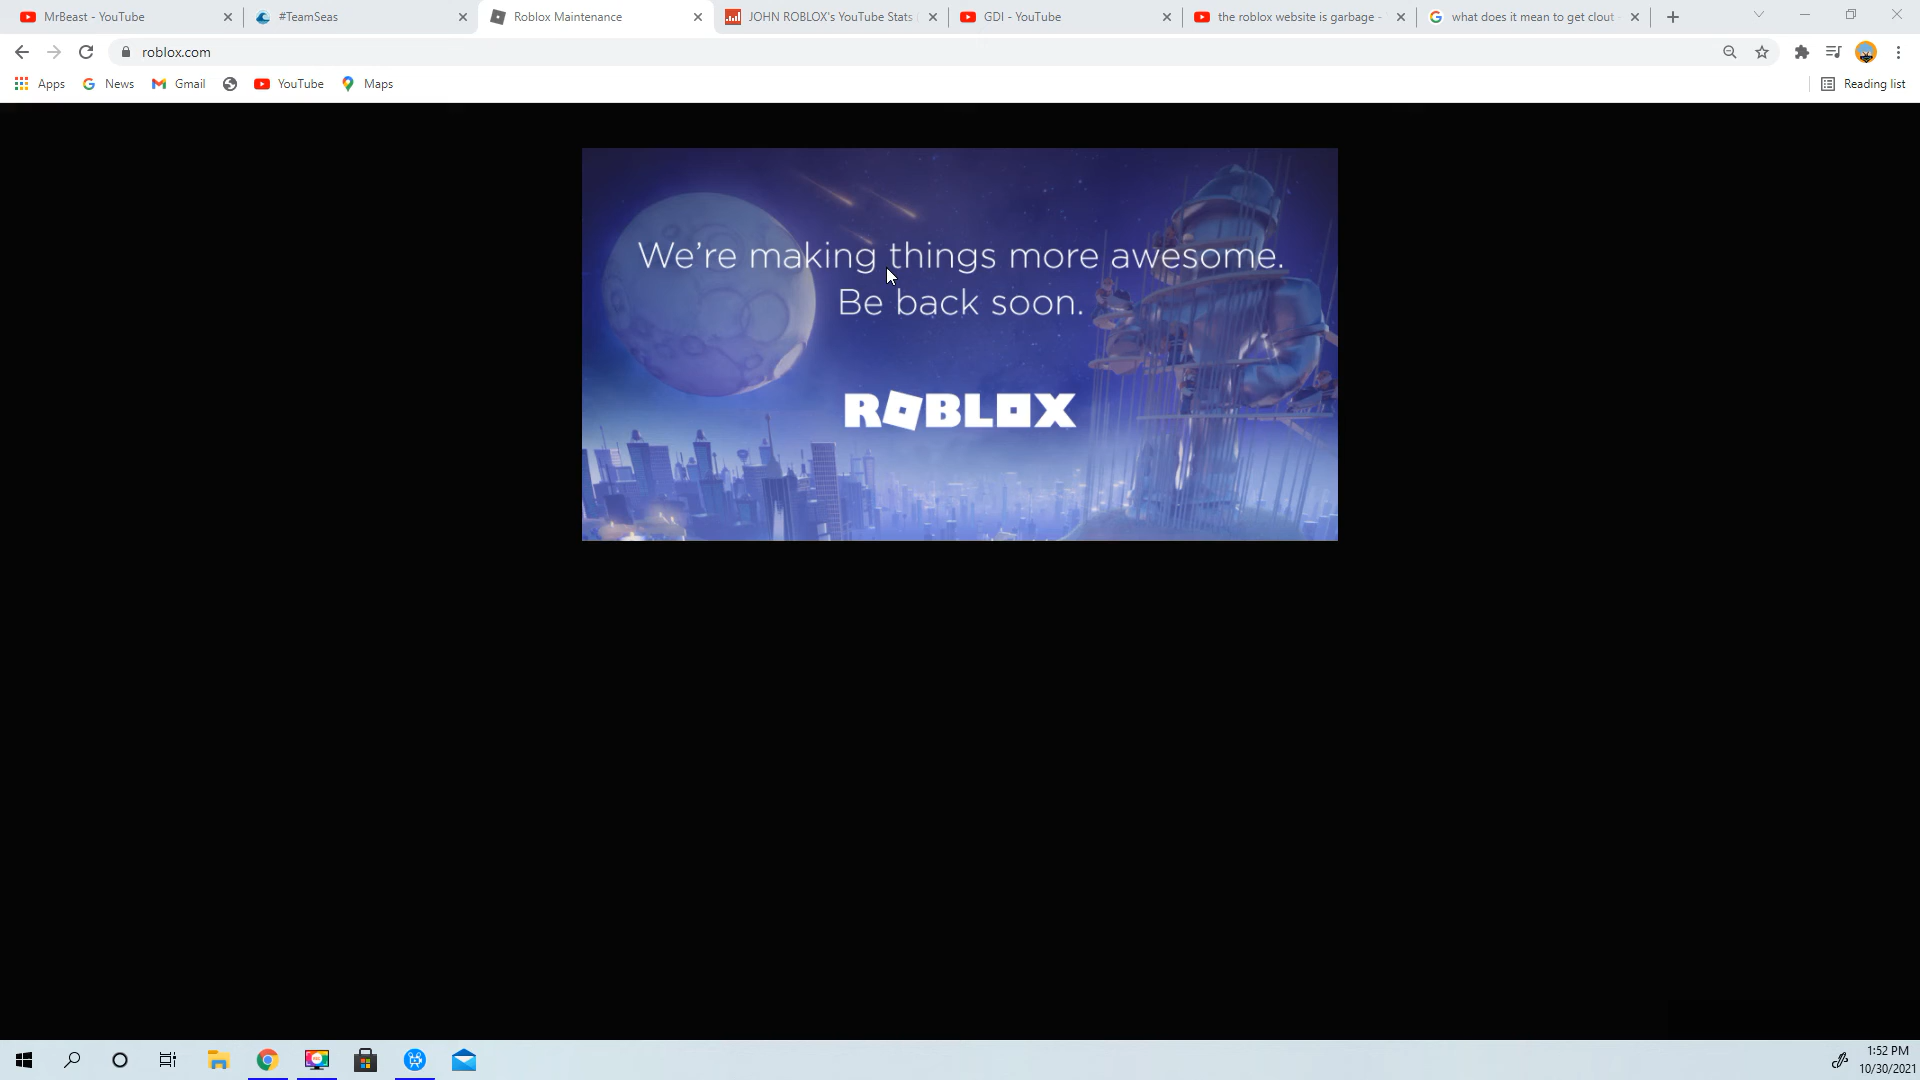 MrBeast - YouTube
#TeamSeas
Roblox Maintenance
JOHN ROBLOX's YouTube Stats
GDI - YouTube
the roblox website is garbage -
what does it mean to get clout
roblox.com
Apps
News
Gmail
YouTube
Maps
Reading list
We're making things more awesome.
Be back soon.
ROBLOX
1:52 PM
10/30/2021